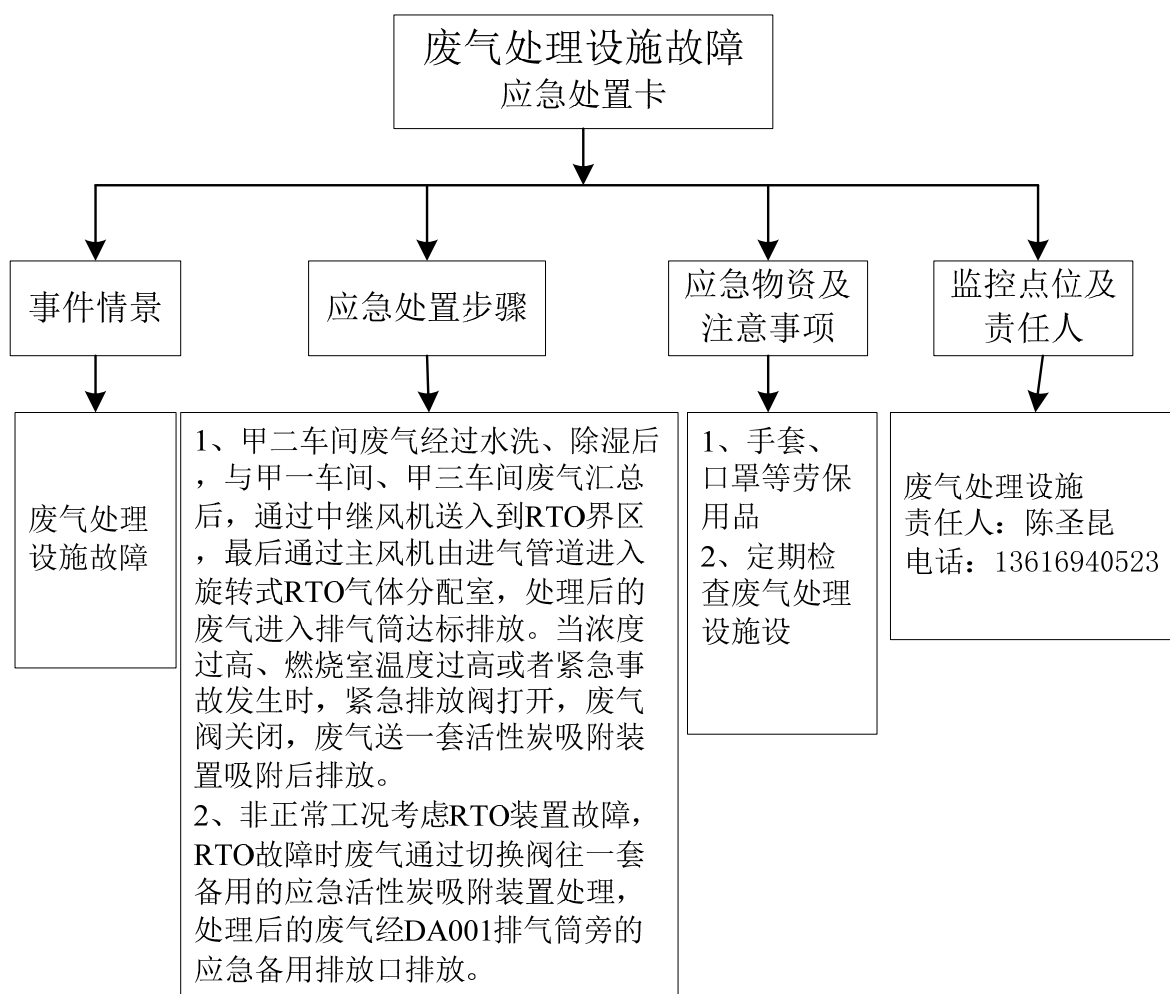 废气处理设施故障
应急处置卡
事件情景
应急处置步骤
应急物资及
注意事项
监控点位及
责任人
废气处理
设施故障
1、甲二车间废气经过水洗、除湿后
，与甲一车间、甲三车间废气汇总
后，通过中继风机送入到RTO界区
，最后通过主风机由进气管道进入
旋转式RTO气体分配室，处理后的
废气进入排气筒达标排放。当浓度
过高、燃烧室温度过高或者紧急事
故发生时，紧急排放阀打开，废气
阀关闭，废气送一套活性炭吸附装
置吸附后排放。
2、非正常工况考虑RTO装置故障，
RTO故障时废气通过切换阀往一套
备用的应急活性炭吸附装置处理，
处理后的废气经DA001排气筒旁的
应急备用排放口排放。
1、手套、
口罩等劳保
用品
2、定期检
查废气处理
设施设
废气处理设施
责任人：陈圣昆
电话：13616940523